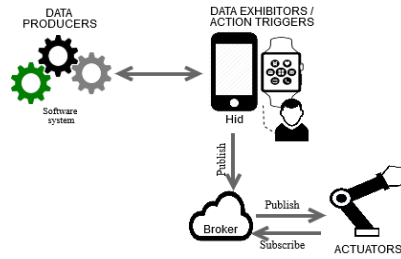 DATA
PRODUCERS
DATA EXHIBITORS /
ACTION TRIGGERS
Software
system
Hid
Publish
Broker
Publish
Subscribe
ACTUATORS